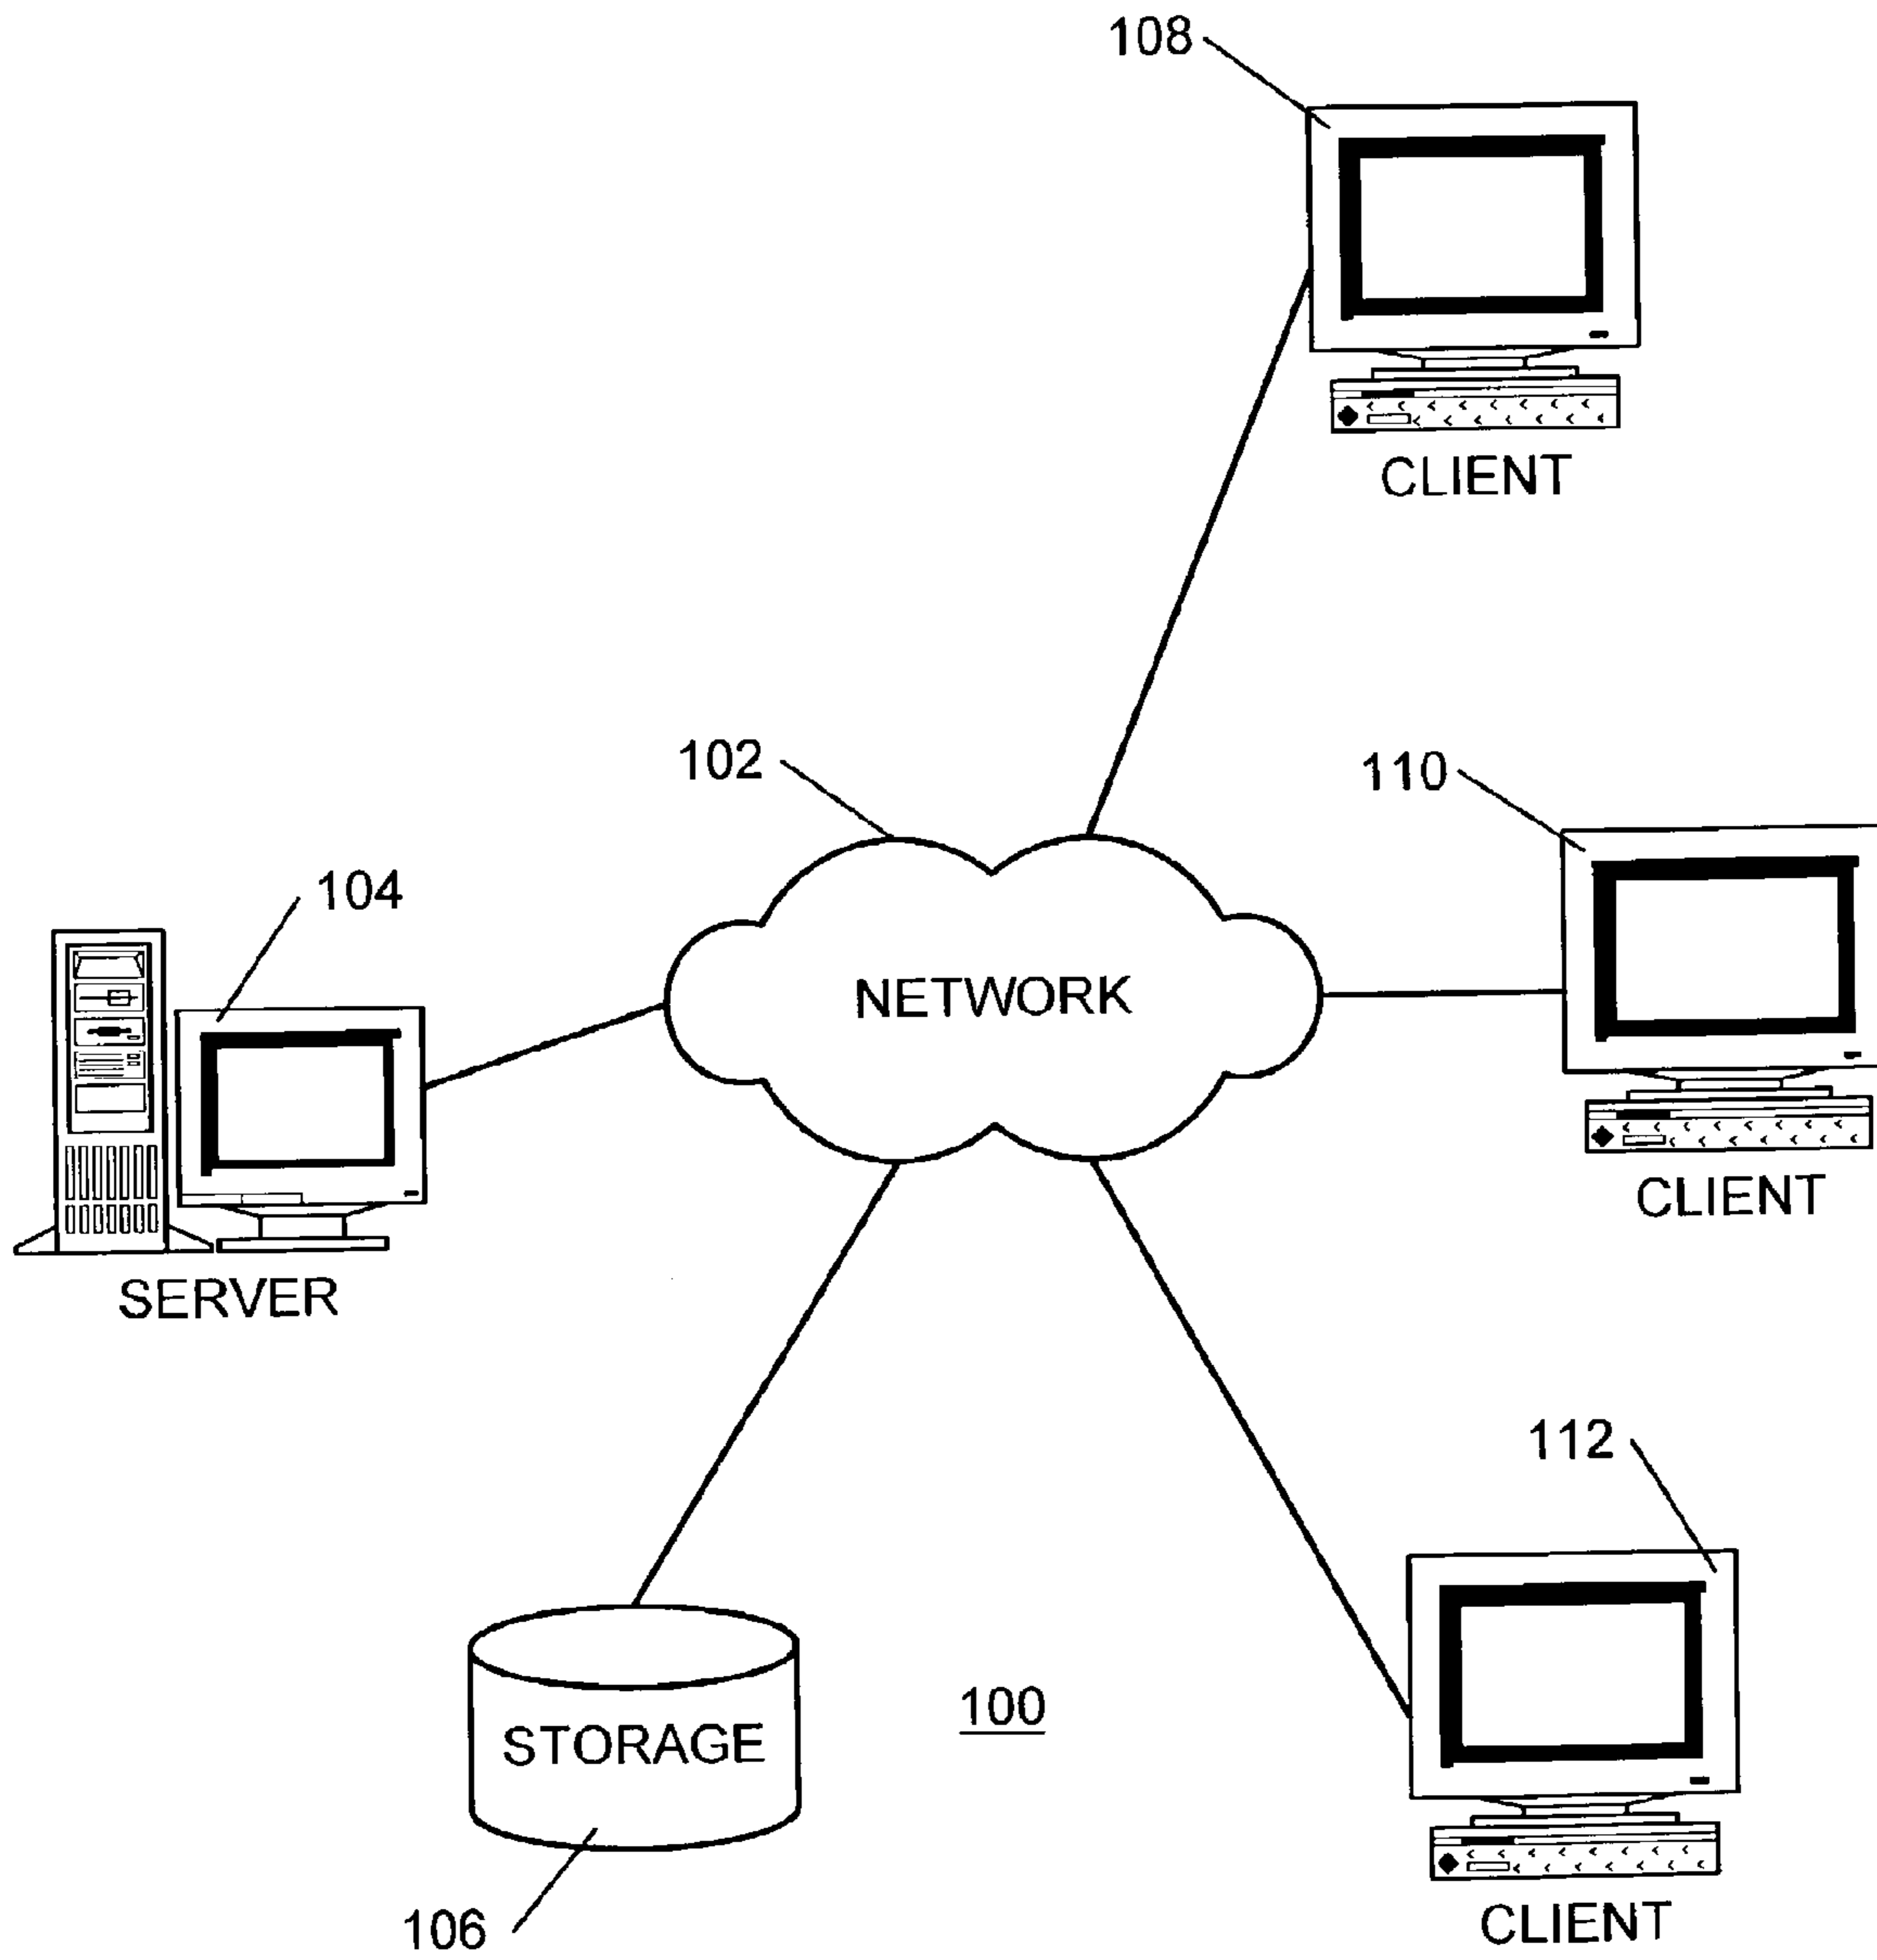 108
CLIENT
102
110
104
NETWORK
CLIENT
SERVER
112
100
STORAGE
106
CLIENT